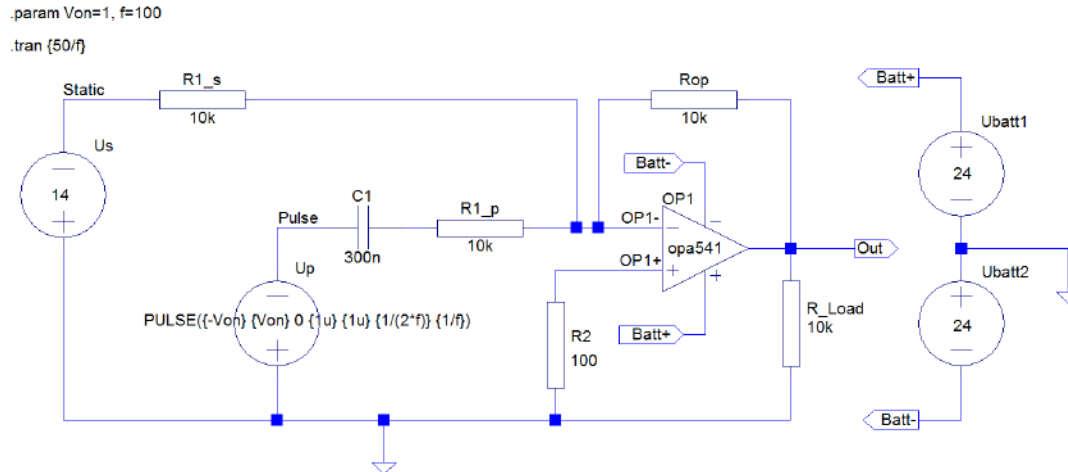 .param Von=1, f=100
.tran {50/f}
Static
R1_s
10k
Rop
10k
Batt+
Us
14
Ubatt1
24
Batt-
C1
300n
Pulse
R1_p
10k
OP1
OP1-
opa541
OP1+
Out
Up
PULSE({-Von} {Von} 0 {1u} {1u} {1/(2*f)} {1/f})
Batt+
R2
100
R_Load
10k
Ubatt2
24
Batt-